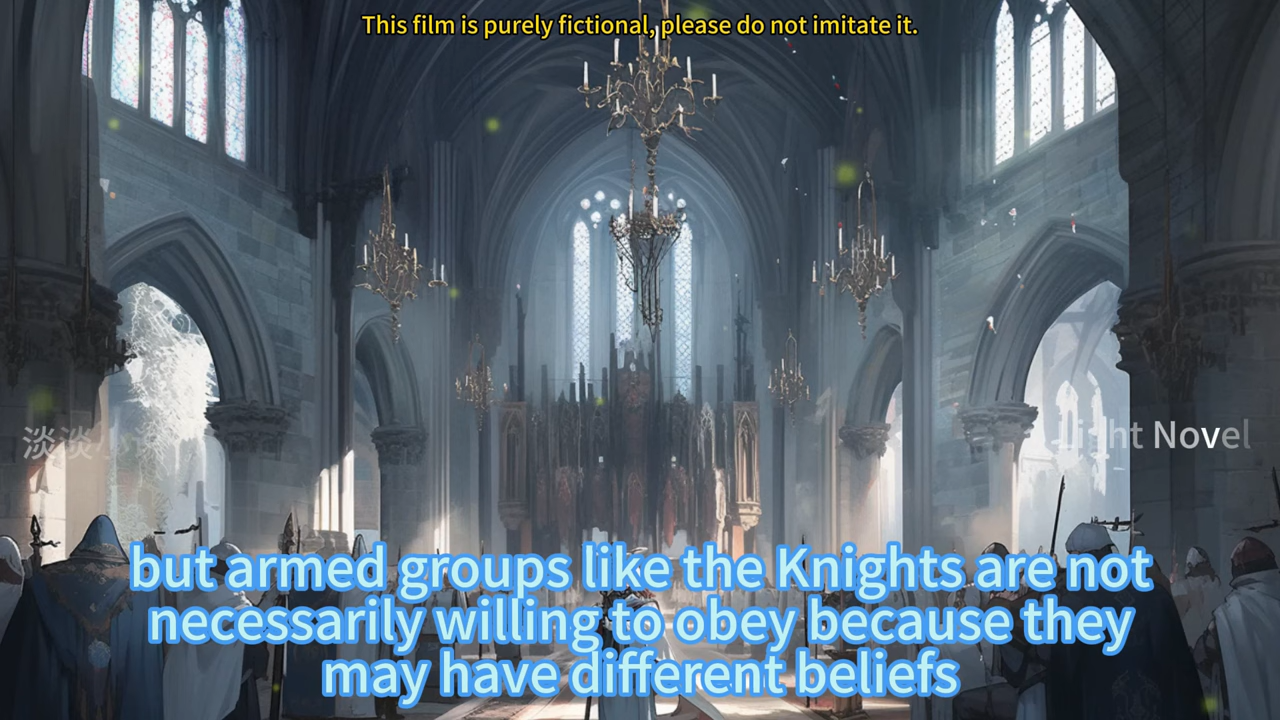 This film is purely fictional, please do not imitate it.
淡淡
Light Novel
but armed groups like the Knights are not
necessarily willing to obey because they
may have different beliefs